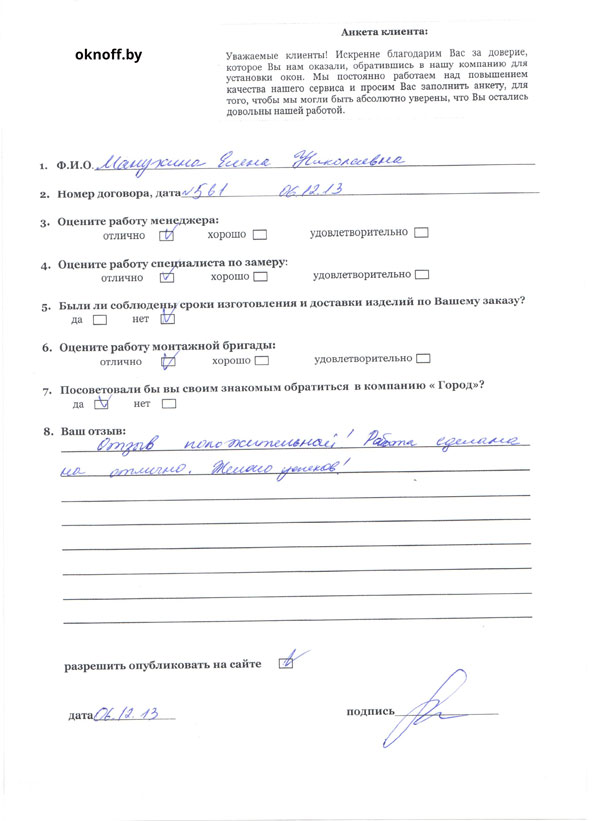 oknoff.by
Анкета клиента:
Уважаемые клиенты! Искренне благодарим Вас за доверие,
которое Вы нам оказали, обратившись в нашу компанию для
установки окон. Мы постоянно работаем над повышением
качества нашего сервиса и просим Вас заполнить анкету, для
того, чтобы мы могли быть абсолютно уверены, что Вы остались
довольны нашей работой.
1. Ф.И.О. Манухина Елена Николаевна
2. Номер договора, дата №561 06.12.13
3. Оцените работу менеджера:
отлично хорошо удовлетворительно
4. Оцените работу специалиста по замеру:
отлично хорошо удовлетворительно
5. Были ли соблюдены сроки изготовления и доставки изделий по Вашему заказу?
да нет
6. Оцените работу монтажной бригады:
отлично хорошо удовлетворительно
7. Посоветовали бы вы своим знакомым обратиться в компанию « Город»?
да нет
8. Ваш отзыв:
Отзыв положительный! Работа сделана
на отлично. Желаю успехов!
разрешить опубликовать на сайте
дата 06.12.13 подпись